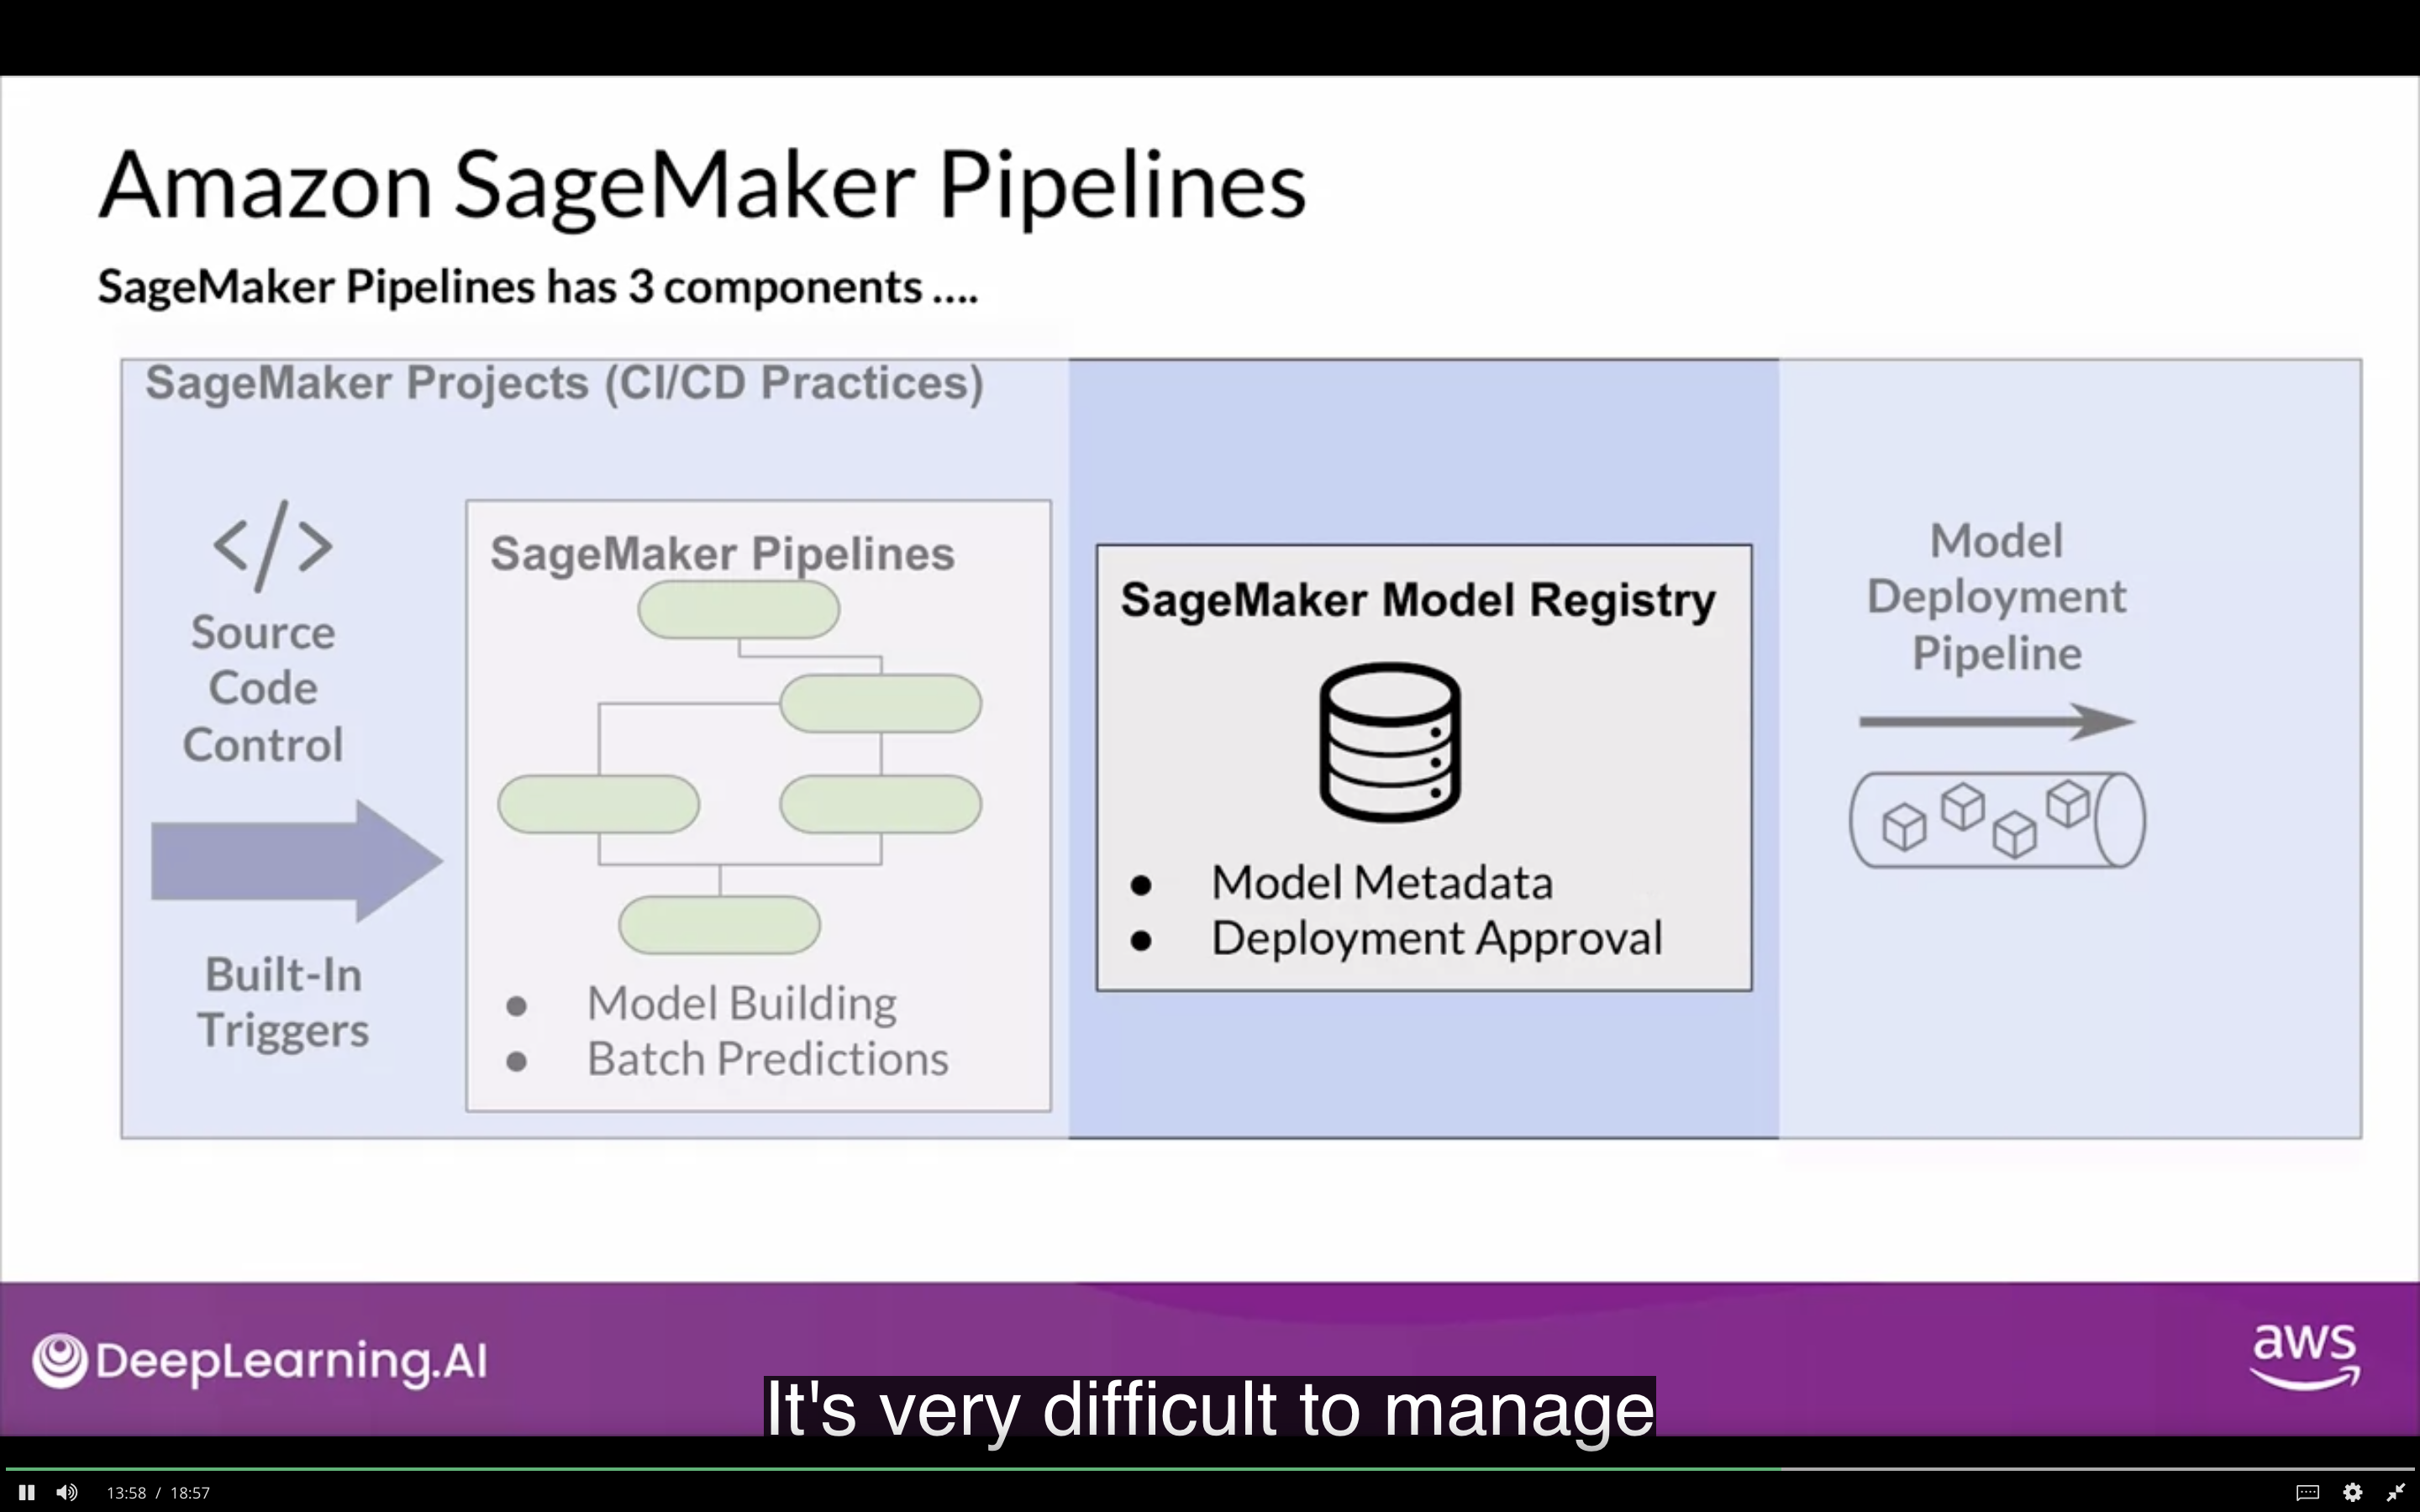 Amazon SageMaker Pipelines
SageMaker Pipelines has 3 components ....
SageMaker Projects (CI/CD Practices)
</>
Source
Code
Control
Built-In
Triggers
SageMaker Pipelines
● Model Building
● Batch Predictions
SageMaker Model Registry
● Model Metadata
● Deployment Approval
Model
Deployment
Pipeline
DeepLearning.AI
aws
It's very difficult to manage
13:58 / 18:57